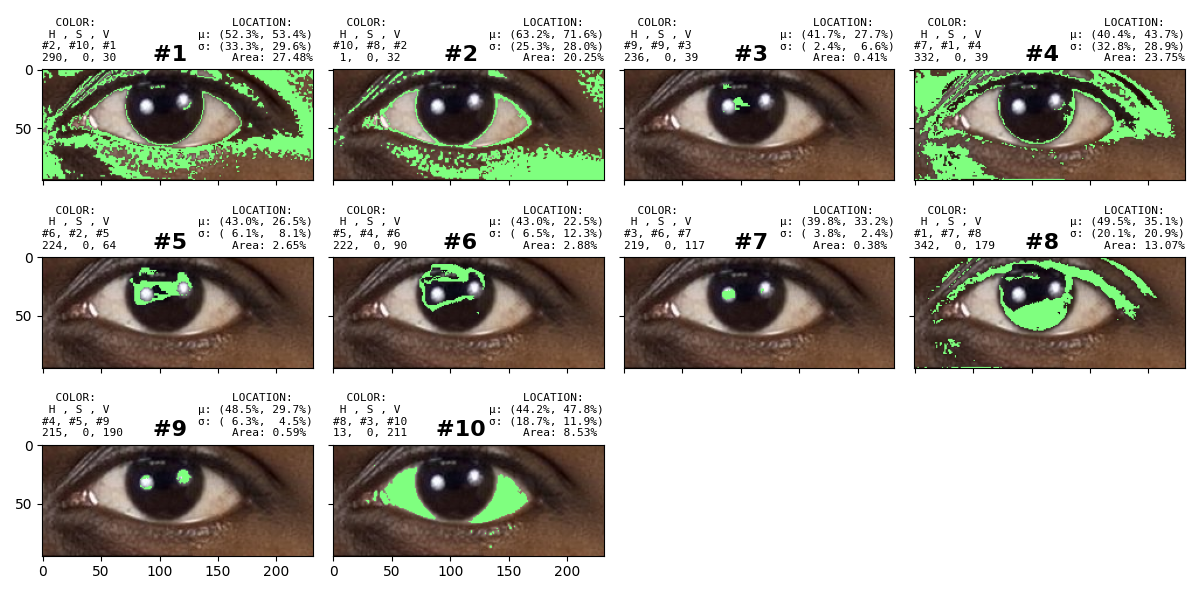 COLOR: LOCATION:
H , S , V μ: (52.3%, 53.4%)
#2, #10, #1 σ: (33.3%, 29.6%)
290, 0, 30 #1 Area: 27.48%
COLOR: LOCATION:
H , S , V μ: (63.2%, 71.6%)
#10, #8, #2 σ: (25.3%, 28.0%)
1, 0, 32 #2 Area: 20.25%
COLOR: LOCATION:
H , S , V μ: (41.7%, 27.7%)
#9, #9, #3 σ: ( 2.4%, 6.6%)
236, 0, 39 #3 Area: 0.41%
COLOR: LOCATION:
H , S , V μ: (40.4%, 43.7%)
#7, #1, #4 σ: (32.8%, 28.9%)
332, 0, 39 #4 Area: 23.75%
0
50
COLOR: LOCATION:
H , S , V μ: (43.0%, 26.5%)
#6, #2, #5 σ: ( 6.1%, 8.1%)
224, 0, 64 #5 Area: 2.65%
COLOR: LOCATION:
H , S , V μ: (43.0%, 22.5%)
#5, #4, #6 σ: ( 6.5%, 12.3%)
222, 0, 90 #6 Area: 2.88%
COLOR: LOCATION:
H , S , V μ: (39.8%, 33.2%)
#3, #6, #7 σ: ( 3.8%, 2.4%)
219, 0, 117 #7 Area: 0.38%
COLOR: LOCATION:
H , S , V μ: (49.5%, 35.1%)
#1, #7, #8 σ: (20.1%, 20.9%)
342, 0, 179 #8 Area: 13.07%
0
50
COLOR: LOCATION:
H , S , V μ: (48.5%, 29.7%)
#4, #5, #9 σ: ( 6.3%, 4.5%)
215, 0, 190 #9 Area: 0.59%
COLOR: LOCATION:
H , S , V μ: (44.2%, 47.8%)
#8, #3, #10 σ: (18.7%, 11.9%)
13, 0, 211 #10 Area: 8.53%
0
50
0 50 100 150 200
0 50 100 150 200